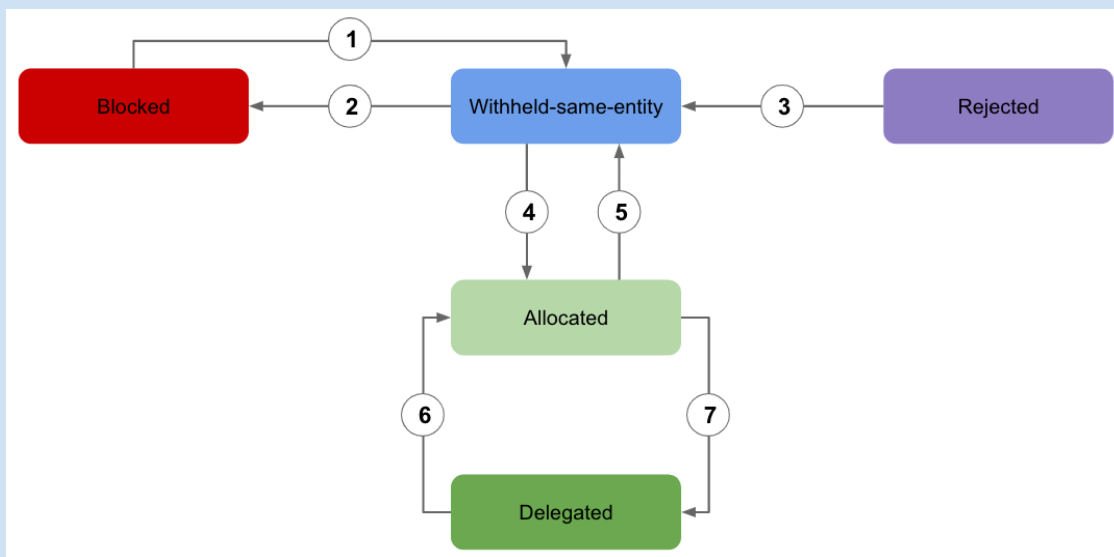 1
Blocked
2
Withheld-same-entity
3
Rejected
4
5
Allocated
6
7
Delegated